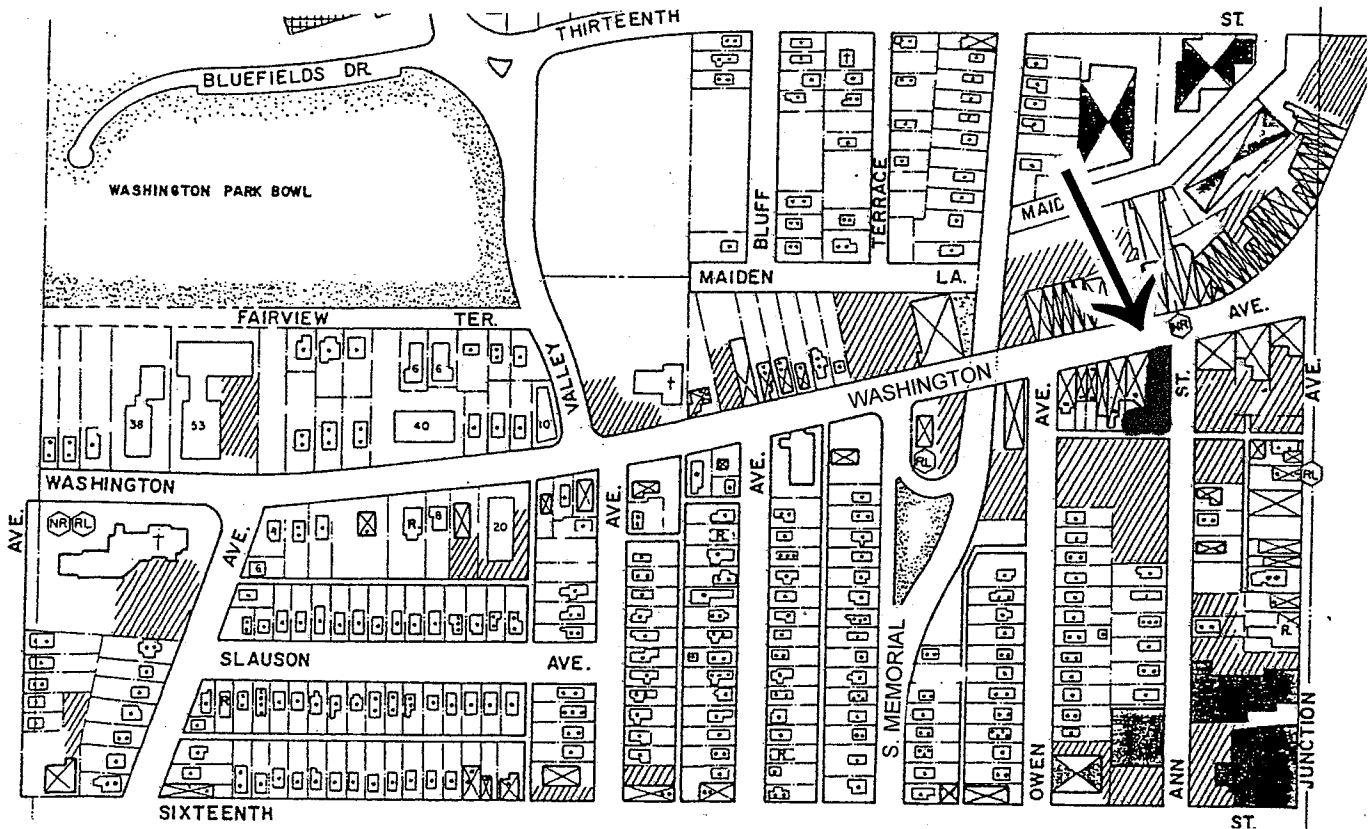 THIRTEENTH
ST.
BLUEFIELDS DR.
WASHINGTON PARK BOWL
BLUFF
TERRACE
MAID
MAIDEN
LA.
FAIRVIEW
TER.
VALLEY
NR
AVE.
WASHINGTON
AVE.
ST.
AVE.
6
6
38
53
40
10
RL
RL
WASHINGTON
AVE.
AVE.
AVE.
AVE.
NR RL
R
8
20
R
6
SLAUSON
AVE.
R
R
R
S. MEMORIAL
OWEN
ANN
JUNCTION
SIXTEENTH
ST.